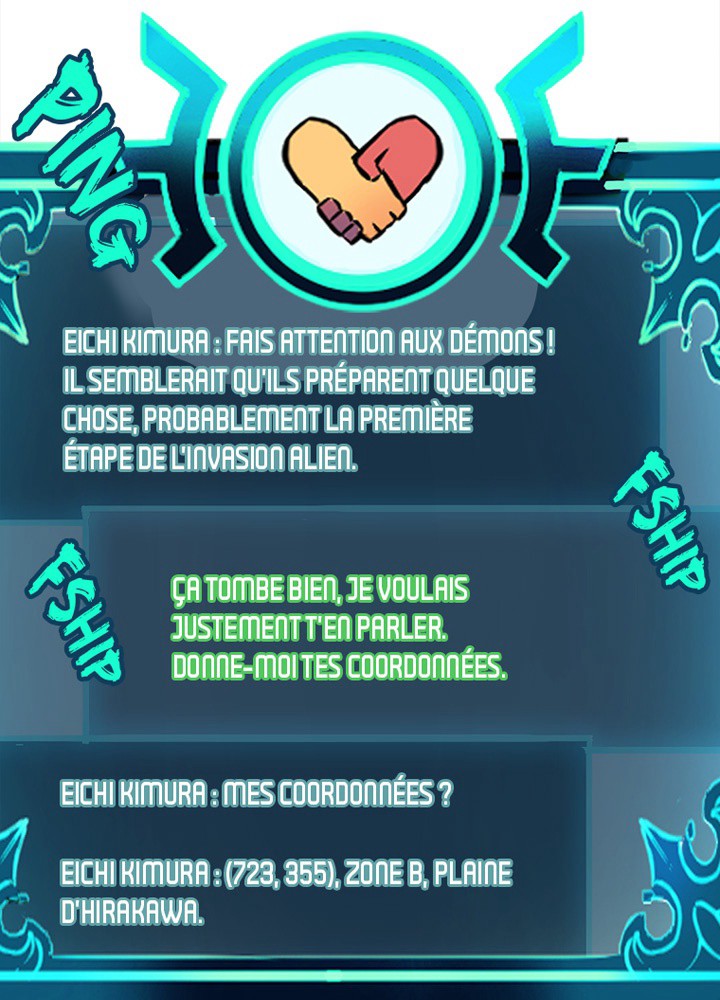 PING
EICHI KIMURA : FAIS ATTENTION AUX DÉMONS !
IL SEMBLERAIT QU'ILS PRÉPARENT QUELQUE
CHOSE, PROBABLEMENT LA PREMIÈRE
ÉTAPE DE L'INVASION ALIEN.
FSHIP
FSHIP
ÇA TOMBE BIEN, JE VOULAIS
JUSTEMENT T'EN PARLER.
DONNE-MOI TES COORDONNÉES.
EICHI KIMURA : MES COORDONNÉES ?
EICHI KIMURA : (723, 355), ZONE B, PLAINE
D'HIRAKAWA.